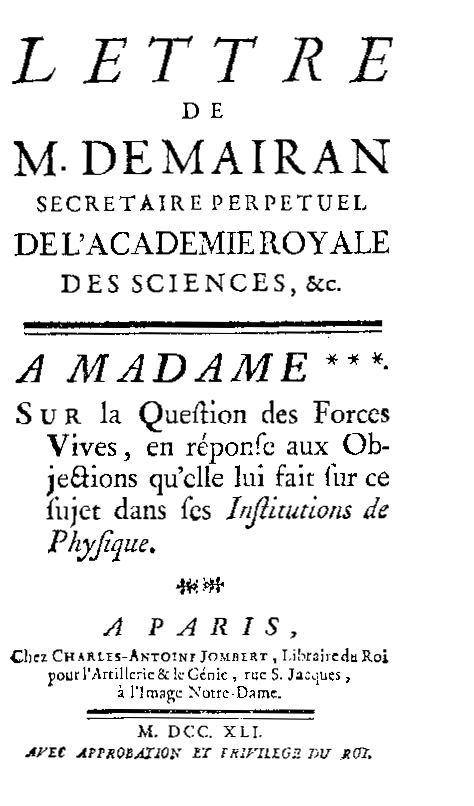 LETTRE
DE
M. DE MAIRAN
SECRETAIRE PERPETUEL
DE L'ACADEMIE ROYALE
DES SCIENCES, &c.
A MADAME ***.
SUR la Queſtion des Forces
Vives, en réponſe aux Ob-
jections qu'elle lui fait ſur ce
ſujet dans ſes Inſtitutions de
Phyſique.
A PARIS,
Chez CHARLES-ANTOINE JOMBERT, Libraire du Roi
pour l'Artillerie & le Génie, rue S. Jacques,
à l'Image Notre-Dame.
M. DCC. XLI.
AVEC APPROBATION ET PRIVILEGE DU ROI.